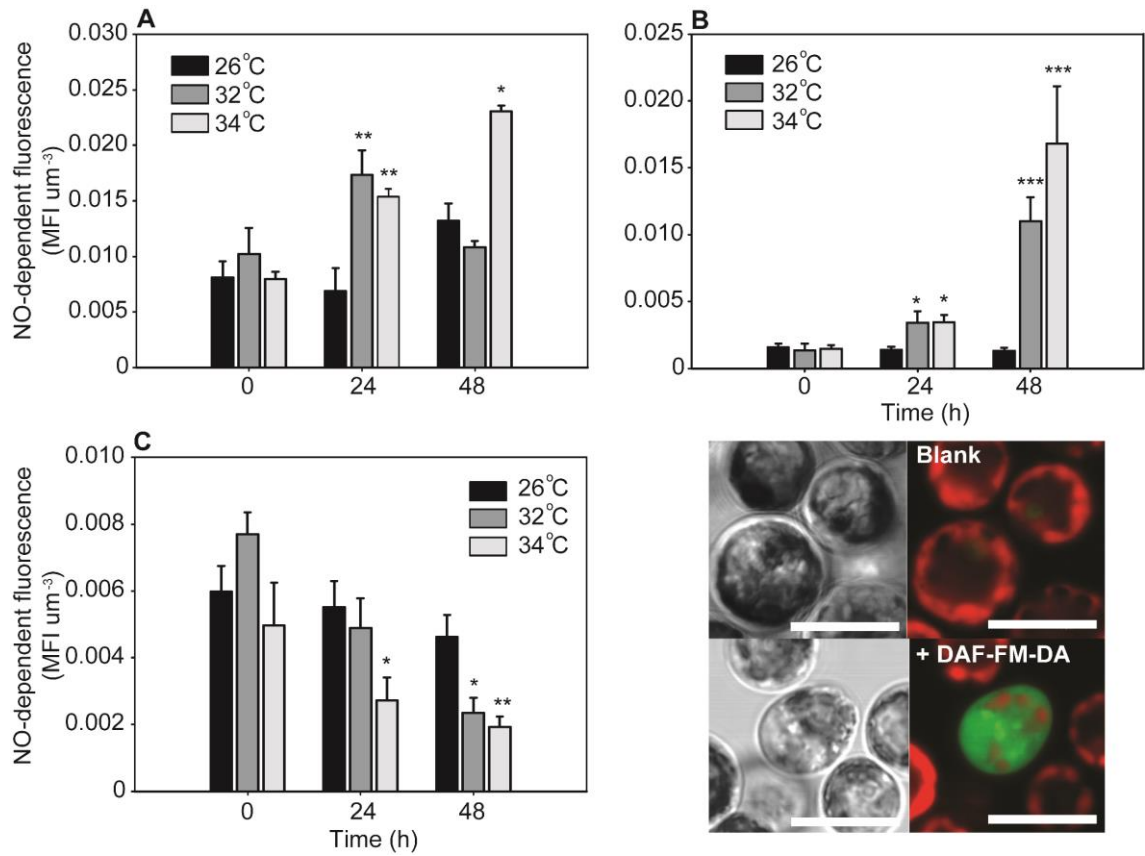 A
NO-dependent fluorescence
(MFI um⁻³)
0.030
0.025
0.020
0.015
0.010
0.005
0
26°C
32°C
34°C
**
**
*
0
24
48
B
0.025
0.020
0.015
0.010
0.005
0
26°C
32°C
34°C
*
*
***
***
0
24
48
Time (h)
C
NO-dependent fluorescence
(MFI um⁻³)
0.010
0.008
0.006
0.004
0.002
0
26°C
32°C
34°C
*
*
**
0
24
48
Time (h)
Blank
+ DAF-FM-DA